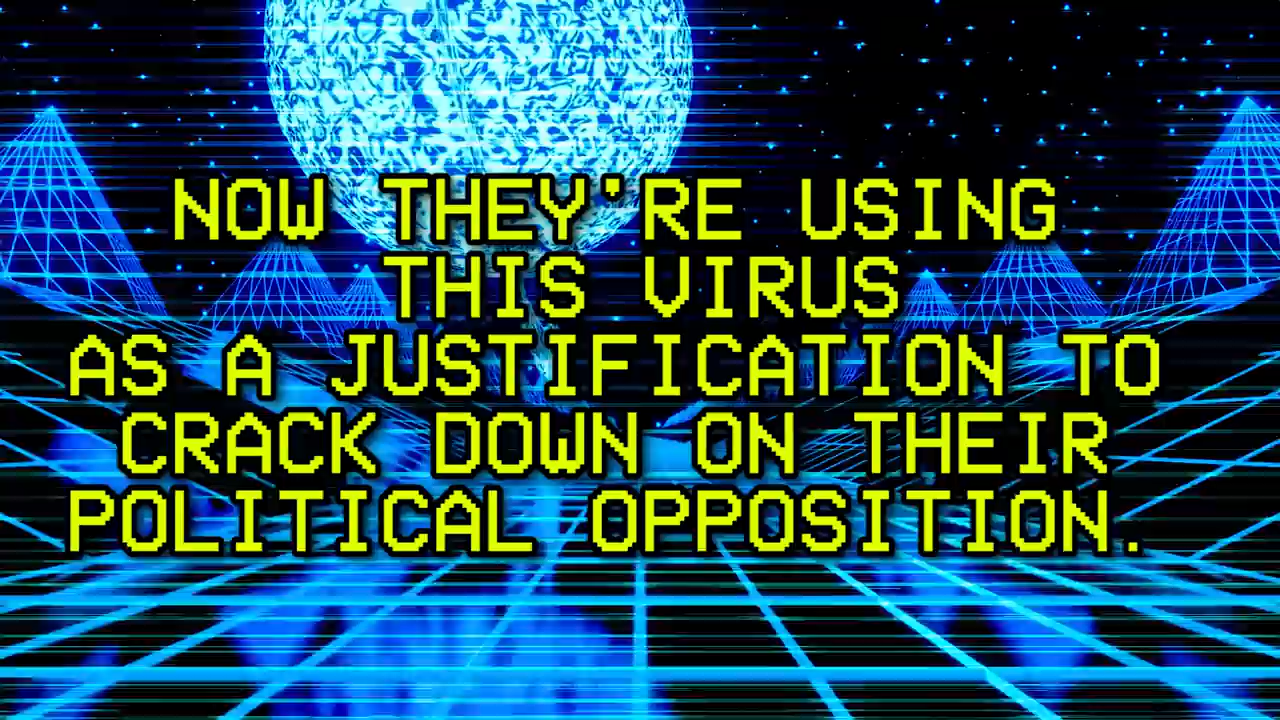 NOW THEY'RE USING
THIS VIRUS
AS A JUSTIFICATION TO
CRACK DOWN ON THEIR
POLITICAL OPPOSITION.